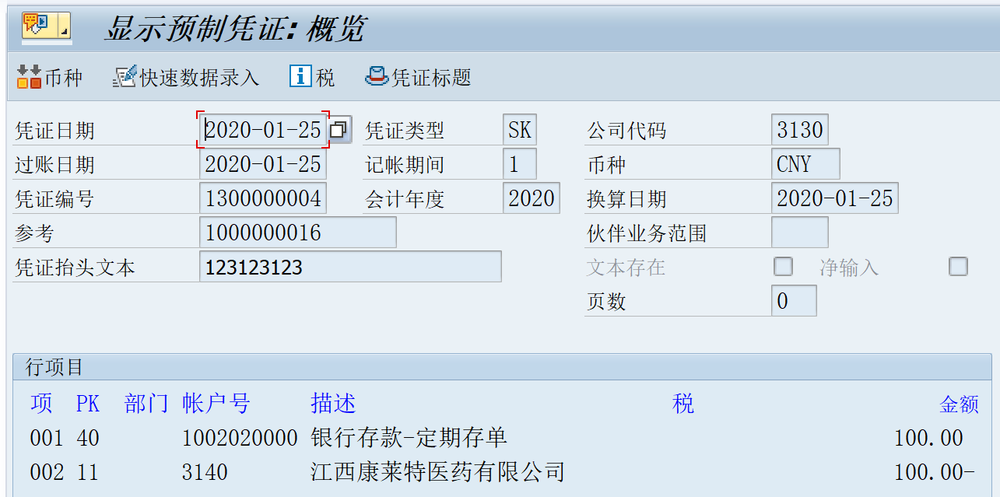 显示预制凭证: 概览
币种 快速数据录入 税 凭证标题
凭证日期 2020-01-25 凭证类型 SK 公司代码 3130
过账日期 2020-01-25 记帐期间 1 币种 CNY
凭证编号 1300000004 会计年度 2020 换算日期 2020-01-25
参考 1000000016 伙伴业务范围
凭证抬头文本 123123123 文本存在 净输入
页数 0
行项目
项 PK 部门 帐户号 描述 税 金额
001 40 1002020000 银行存款-定期存单 100.00
002 11 3140 江西康莱特医药有限公司 100.00-